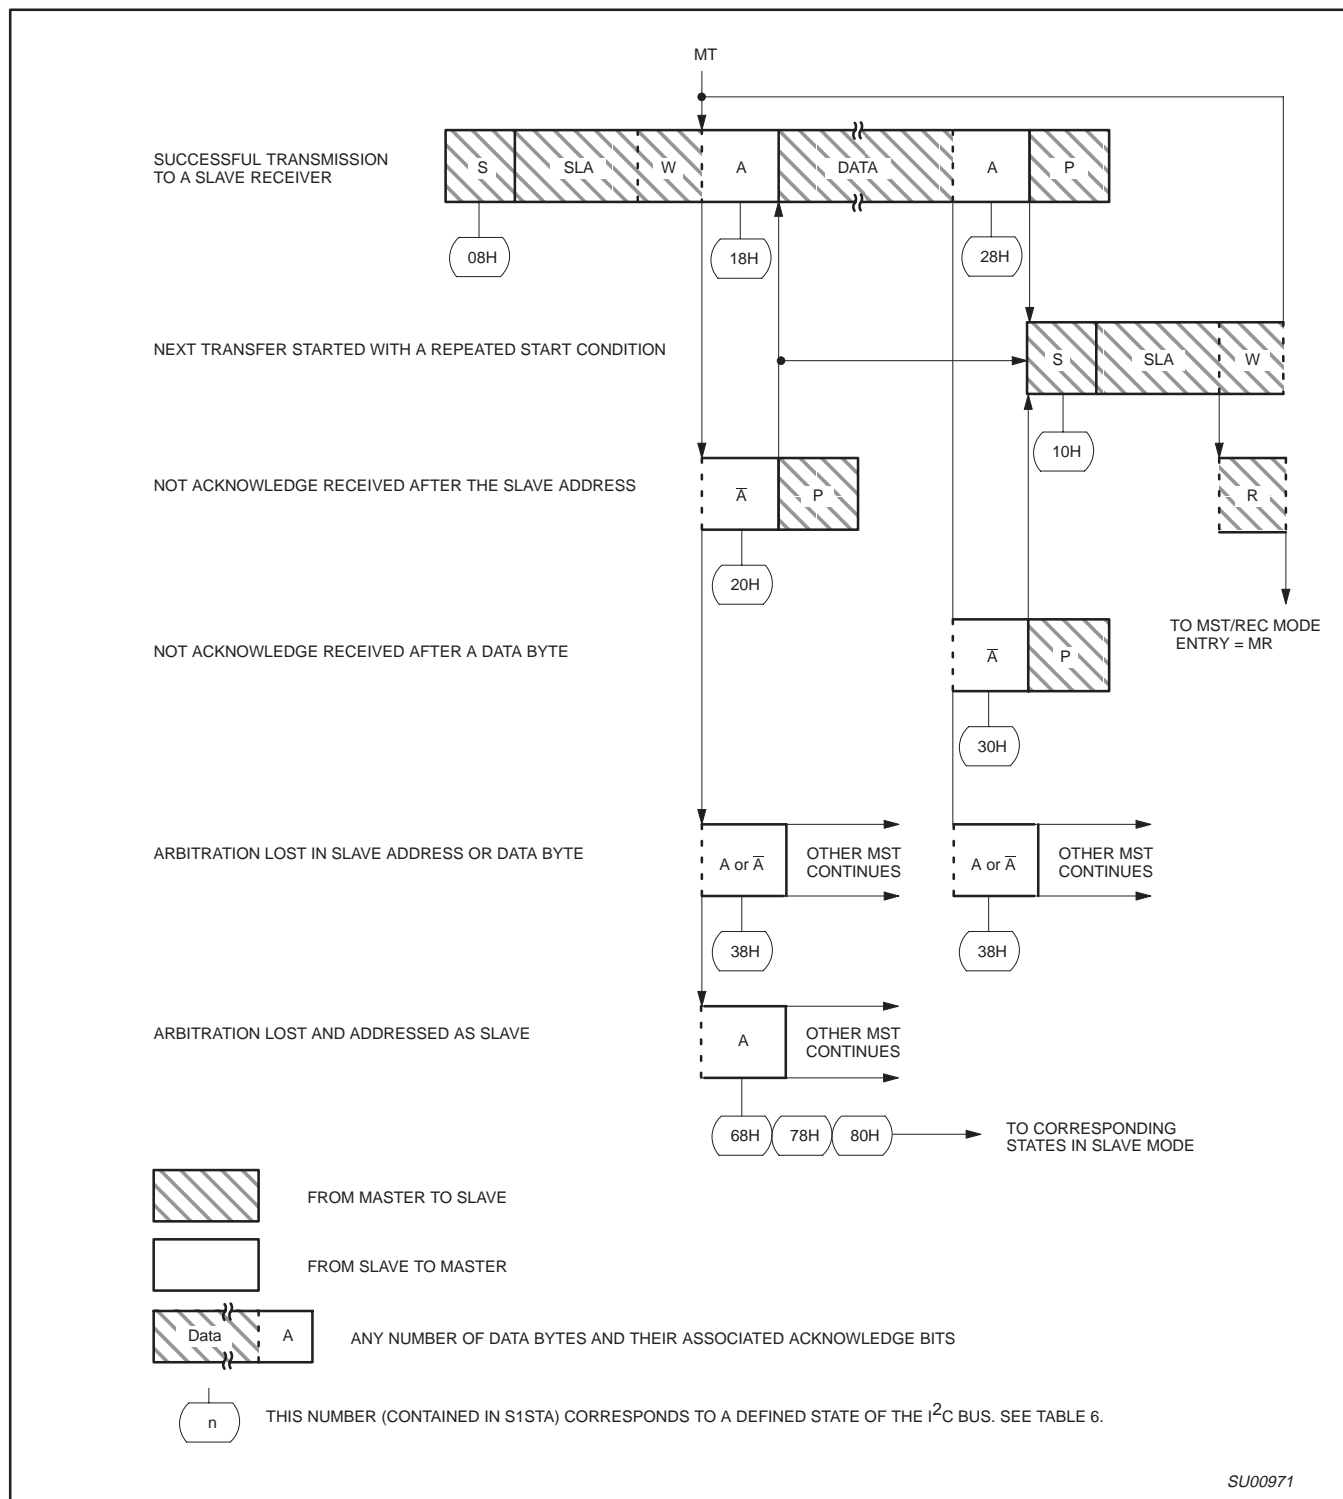 MT
SUCCESSFUL TRANSMISSION
TO A SLAVE RECEIVER
S SLA W A DATA A P
08H 18H 28H
NEXT TRANSFER STARTED WITH A REPEATED START CONDITION
S SLA W
10H
NOT ACKNOWLEDGE RECEIVED AFTER THE SLAVE ADDRESS
A̅ P
R
20H
TO MST/REC MODE
ENTRY = MR
NOT ACKNOWLEDGE RECEIVED AFTER A DATA BYTE
A̅ P
30H
ARBITRATION LOST IN SLAVE ADDRESS OR DATA BYTE
A or A̅
OTHER MST
CONTINUES
A or A̅
OTHER MST
CONTINUES
38H 38H
ARBITRATION LOST AND ADDRESSED AS SLAVE
A
OTHER MST
CONTINUES
68H 78H 80H
TO CORRESPONDING
STATES IN SLAVE MODE
FROM MASTER TO SLAVE
FROM SLAVE TO MASTER
Data A
ANY NUMBER OF DATA BYTES AND THEIR ASSOCIATED ACKNOWLEDGE BITS
n
THIS NUMBER (CONTAINED IN S1STA) CORRESPONDS TO A DEFINED STATE OF THE I²C BUS. SEE TABLE 6.
SU00971